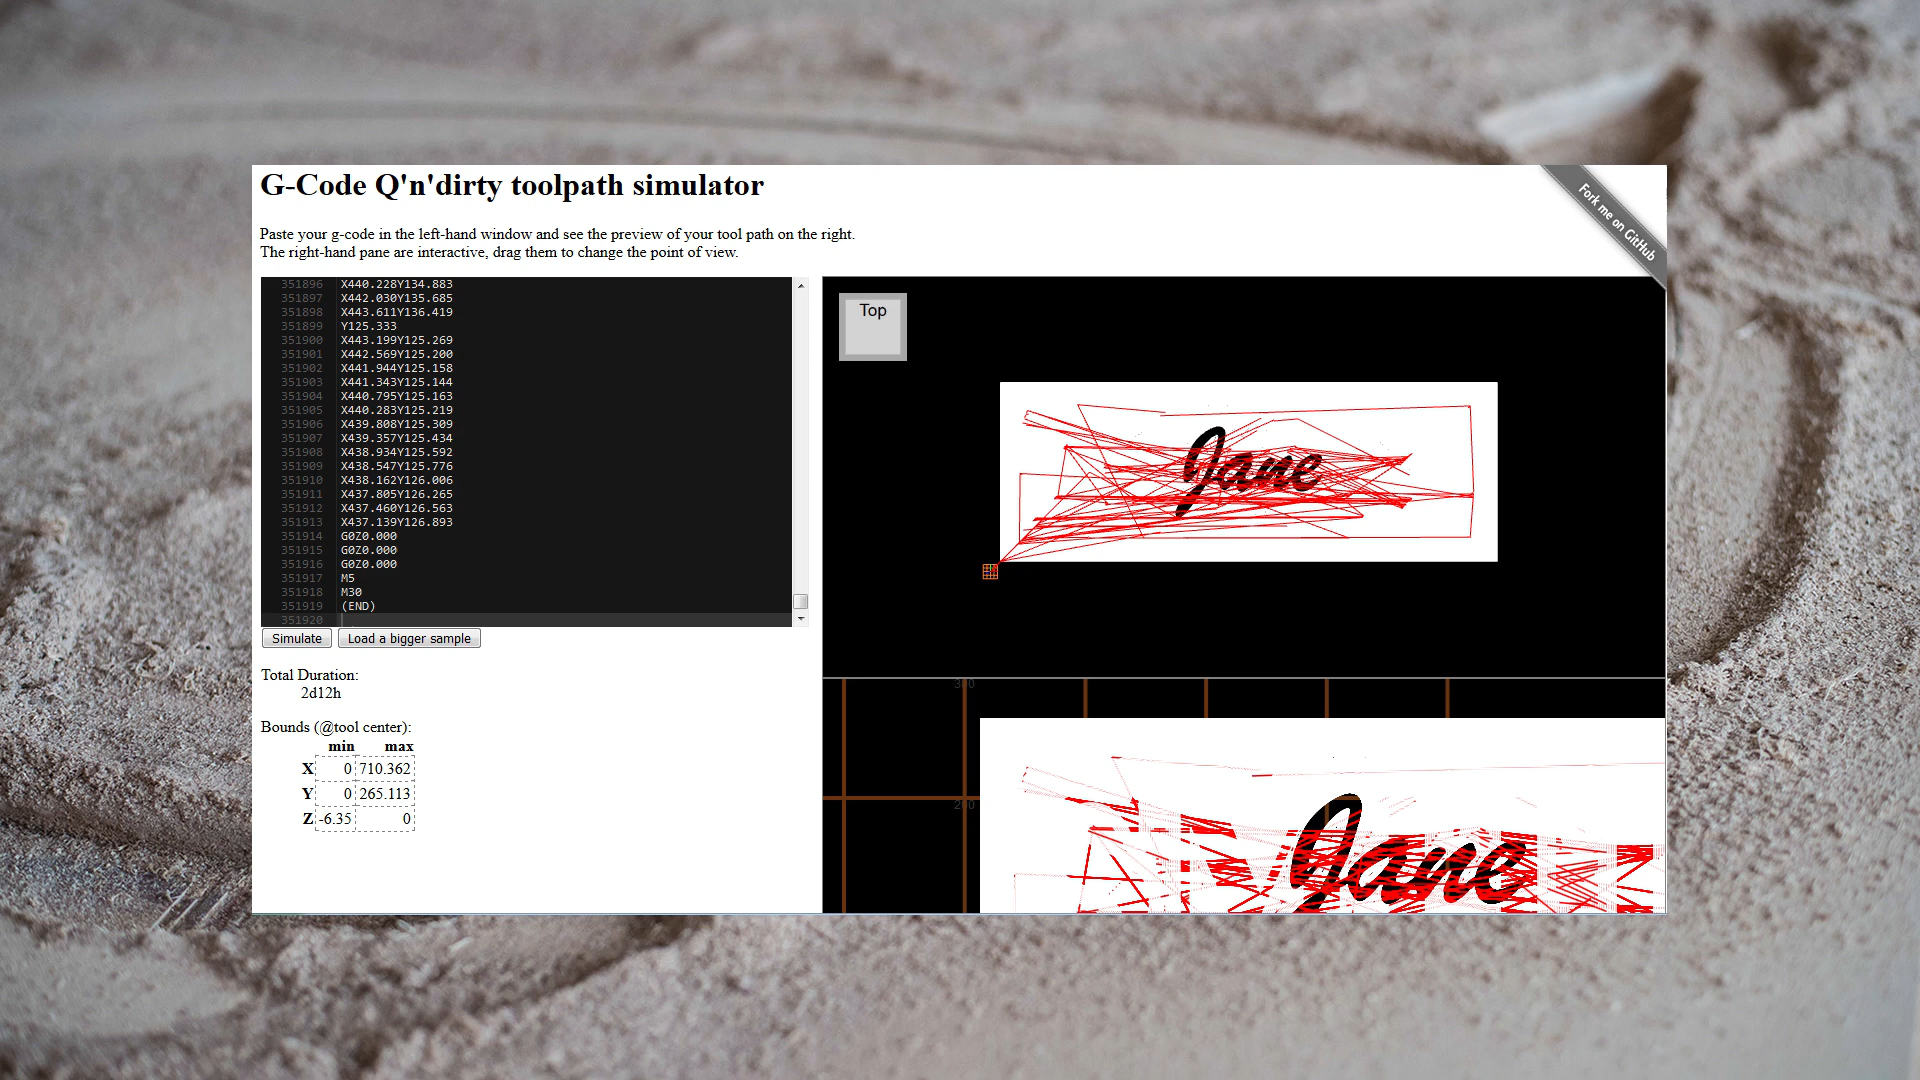 G-Code Q'n'dirty toolpath simulator
Fork me on GitHub
Paste your g-code in the left-hand window and see the preview of your tool path on the right.
The right-hand pane are interactive, drag them to change the point of view.
351896 X440.228Y134.883
351897 X442.030Y135.685
351898 X443.611Y136.419
351899 Y125.333
351900 X443.199Y125.269
351901 X442.569Y125.200
351902 X441.944Y125.158
351903 X441.343Y125.144
351904 X440.795Y125.163
351905 X440.283Y125.219
351906 X439.808Y125.309
351907 X439.357Y125.434
351908 X438.934Y125.592
351909 X438.547Y125.776
351910 X438.162Y126.006
351911 X437.805Y126.265
351912 X437.460Y126.563
351913 X437.139Y126.893
351914 G0Z0.000
351915 G0Z0.000
351916 G0Z0.000
351917 M5
351918 M30
351919 (END)
351920
Simulate Load a bigger sample
Total Duration:
2d12h
Bounds (@tool center):
min max
X 0 710.362
Y 0 265.113
Z -6.35 0
Top
Jane
300
200
Jane